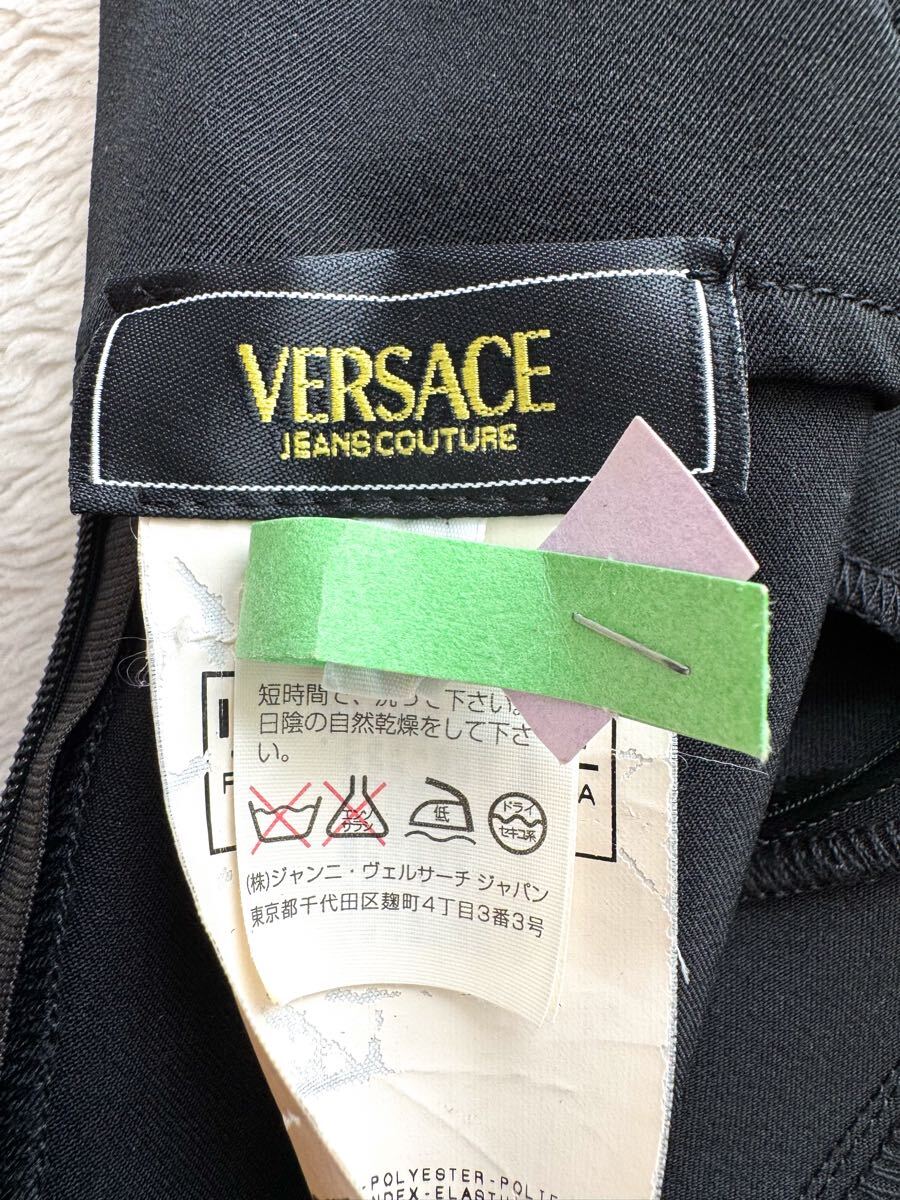 VERSACE
JEANS COUTURE
短時間で、洗って下さい。
日陰の自然乾燥をして下さ
い。
エンソ
サラシ
低
ドライ
セキユ系
(株)ジャンニ・ヴェルサーチ ジャパン
東京都千代田区麹町4丁目3番3号
A
-POLYESTER-POLIE